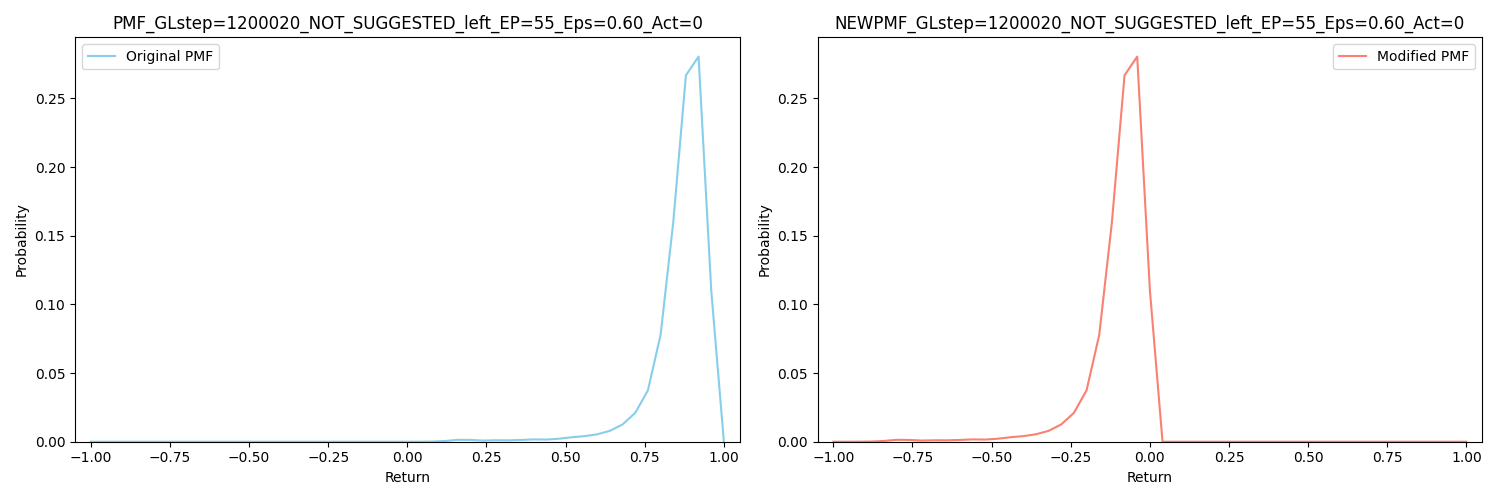 PMF_GLstep=1200020_NOT_SUGGESTED_left_EP=55_Eps=0.60_Act=0
Original PMF
Probability
0.25
0.20
0.15
0.10
0.05
0.00
−1.00 −0.75 −0.50 −0.25 0.00 0.25 0.50 0.75 1.00
Return
NEWPMF_GLstep=1200020_NOT_SUGGESTED_left_EP=55_Eps=0.60_Act=0
Modified PMF
Probability
0.25
0.20
0.15
0.10
0.05
0.00
−1.00 −0.75 −0.50 −0.25 0.00 0.25 0.50 0.75 1.00
Return